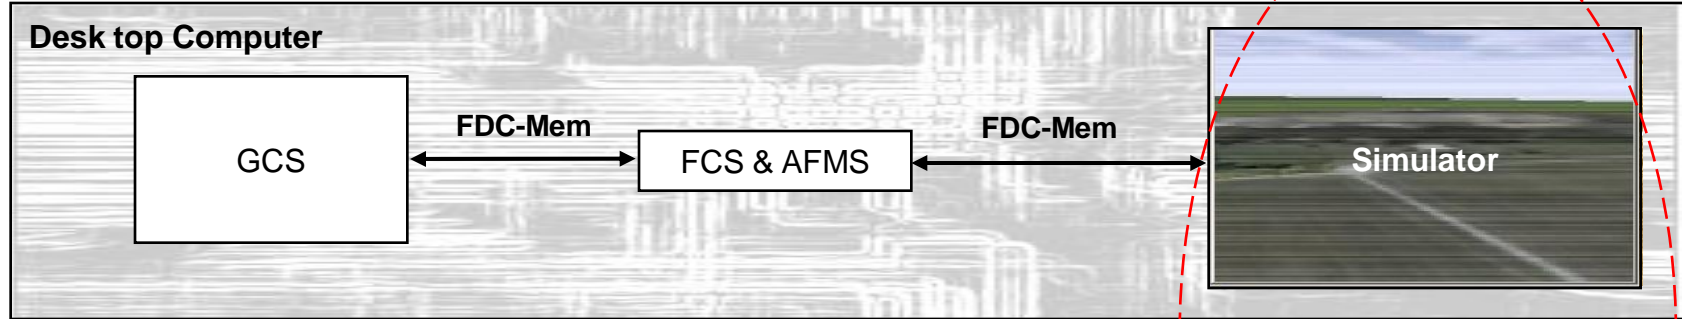 Desk top Computer
GCS
FDC-Mem
FCS & AFMS
FDC-Mem
Simulator